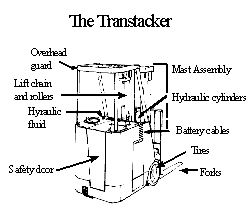 The Transtacker
Overhead
guard
Mast Assembly
Lift chain
and rollers
Hydraulic cylinders
Hyraulic
fluid
Battery cables
Tires
Safety door
Forks